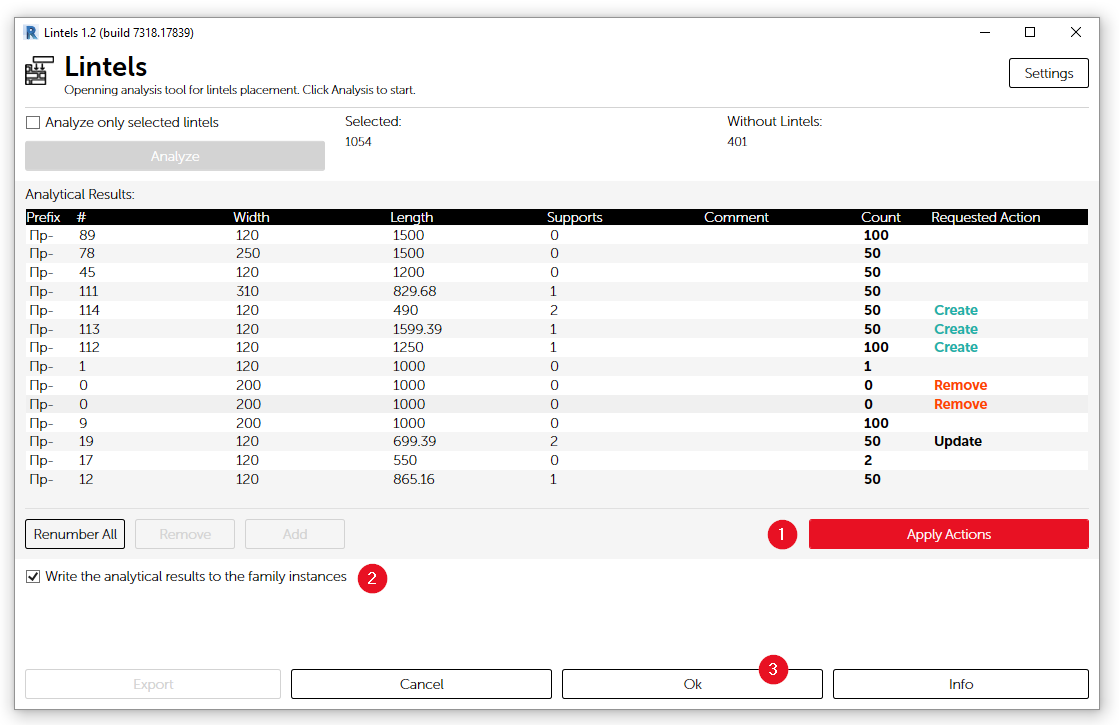 Lintels 1.2 (build 7318.17839)
Lintels
Openning analysis tool for lintels placement. Click Analysis to start.
Settings
Analyze only selected lintels
Selected:
1054
Without Lintels:
401
Analyze
Analytical Results:
Prefix # Width Length Supports Comment Count Requested Action
Пр- 89 120 1500 0 100
Пр- 78 250 1500 0 50
Пр- 45 120 1200 0 50
Пр- 111 310 829.68 1 50
Пр- 114 120 490 2 50 Create
Пр- 113 120 1599.39 1 50 Create
Пр- 112 120 1250 1 100 Create
Пр- 1 120 1000 0 1
Пр- 0 200 1000 0 0 Remove
Пр- 0 200 1000 0 0 Remove
Пр- 9 200 1000 0 100
Пр- 19 120 699.39 2 50 Update
Пр- 17 120 550 0 2
Пр- 12 120 865.16 1 50
Renumber All Remove Add 1 Apply Actions
Write the analytical results to the family instances 2
3
Export Cancel Ok Info